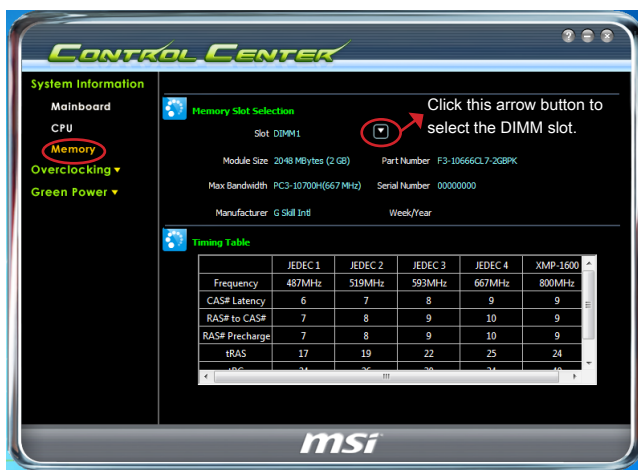 CONTROL CENTER
System Information
Mainboard
CPU
Memory
Overclocking
Green Power
Memory Slot Selection
Slot DIMM1
Click this arrow button to
select the DIMM slot.
Module Size 2048 MBytes (2 GB) Part Number F3-10666CL7-2GBPK
Max Bandwidth PC3-10700H(667 MHz) Serial Number 00000000
Manufacturer G Skill Intl Week/Year
Timing Table
JEDEC 1 JEDEC 2 JEDEC 3 JEDEC 4 XMP-1600
Frequency 487MHz 519MHz 593MHz 667MHz 800MHz
CAS# Latency 6 7 8 9 9
RAS# to CAS# 7 8 9 10 9
RAS# Precharge 7 8 9 10 9
tRAS 17 19 22 25 24
msi